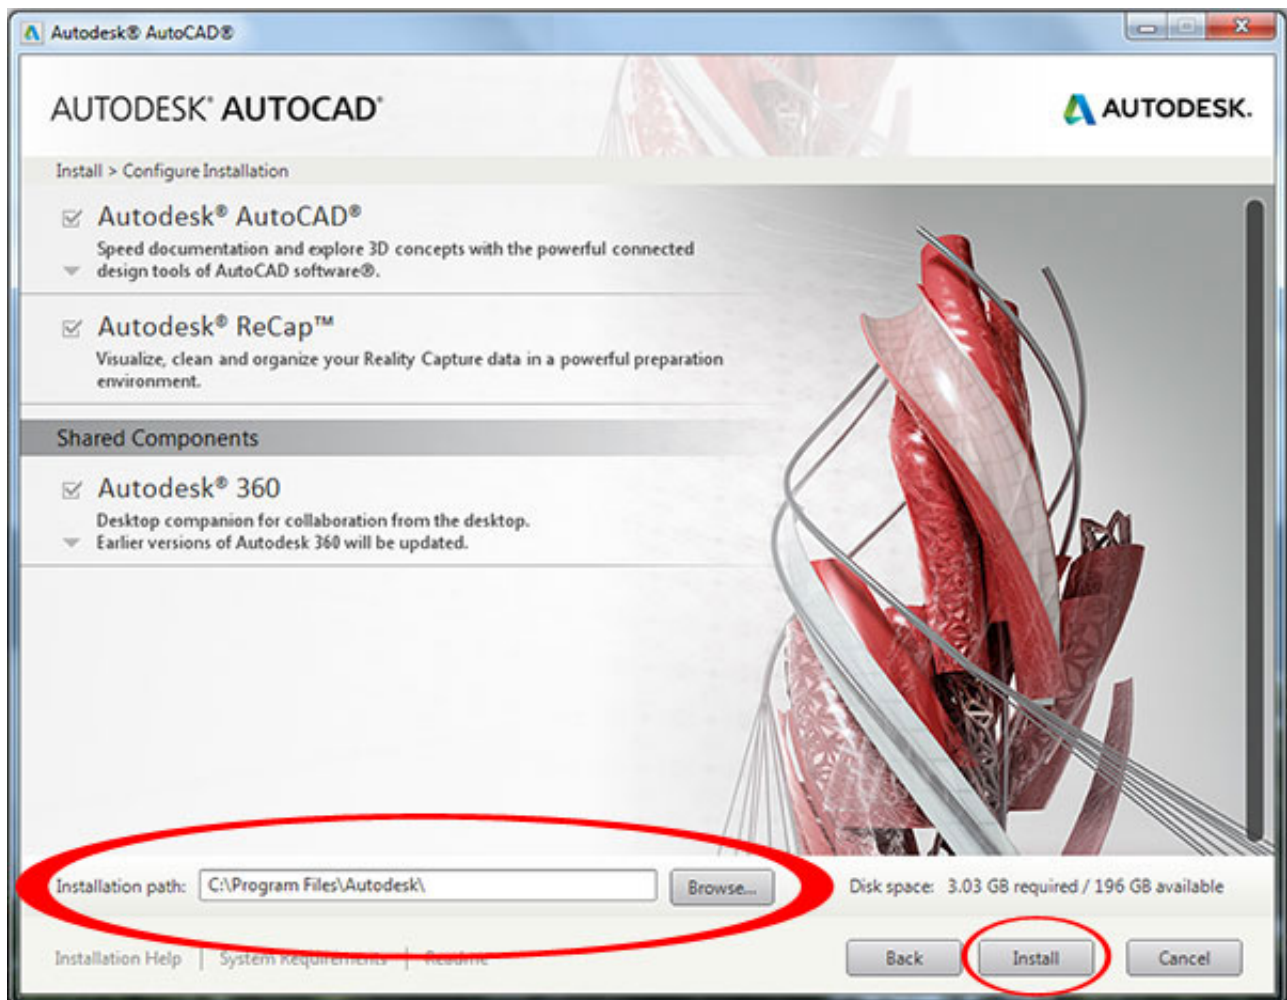 Autodesk® AutoCAD®
AUTODESK® AUTOCAD®
AUTODESK.
Install > Configure Installation
Autodesk® AutoCAD®
Speed documentation and explore 3D concepts with the powerful connected
design tools of AutoCAD software®.
Autodesk® ReCap™
Visualize, clean and organize your Reality Capture data in a powerful preparation
environment.
Shared Components
Autodesk® 360
Desktop companion for collaboration from the desktop.
Earlier versions of Autodesk 360 will be updated.
Installation path: C:\Program Files\Autodesk\ Browse... Disk space: 3.03 GB required / 196 GB available
Installation Help | System Requirements | Readme Back Install Cancel